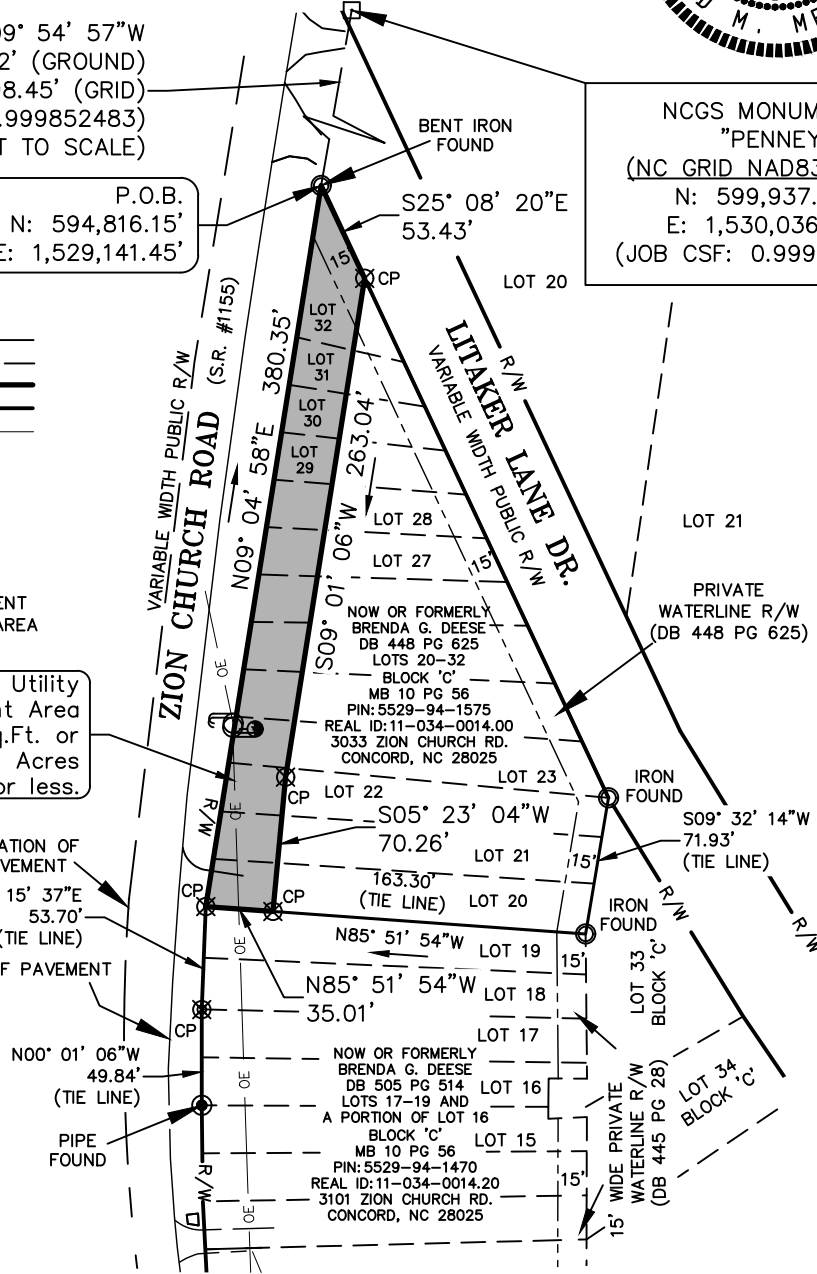 09° 54' 57"W
2' (GROUND)
98.45' (GRID)
.999852483)
T TO SCALE)
D M. ME
NCGS MONUM
"PENNEY
(NC GRID NAD83
N: 599,937.
E: 1,530,036
(JOB CSF: 0.999
BENT IRON
FOUND
P.O.B.
N: 594,816.15'
E: 1,529,141.45'
S25° 08' 20"E
53.43'
CP
15'
LOT 20
LOT
32
LOT
31
LOT
30
LOT
29
LOT 28
LOT 27
N09° 04' 58"E 380.35'
S09° 01' 06"W 263.04'
ZION CHURCH ROAD (S.R. #1155)
VARIABLE WIDTH PUBLIC R/W
LITAKER LANE DR.
VARIABLE WIDTH PUBLIC R/W
R/W
15'
LOT 21
ENT
AREA
PRIVATE
WATERLINE R/W
(DB 448 PG 625)
NOW OR FORMERLY
BRENDA G. DEESE
DB 448 PG 625
LOTS 20-32
BLOCK 'C'
MB 10 PG 56
PIN:5529-94-1575
REAL ID:11-034-0014.00
3033 ZION CHURCH RD.
CONCORD, NC 28025
OE
Utility
nt Area
q.Ft. or
Acres
or less.
LOT 23
CP
LOT 22
OE
R/W
S05° 23' 04"W
70.26'
IRON
FOUND
S09° 32' 14"W
71.93'
(TIE LINE)
LOT 21
15'
163.30'
(TIE LINE)
LOT 20
ATION OF
VEMENT
CP
CP
15' 37"E
53.70'
(TIE LINE)
IRON
FOUND
R/W
R/W
N85° 51' 54"W
LOT 19
15'
OE
F PAVEMENT
N85° 51' 54"W
35.01'
LOT 18
LOT 33
BLOCK 'C'
CP
LOT 17
N00° 01' 06"W
49.84'
(TIE LINE)
OE
NOW OR FORMERLY
BRENDA G. DEESE
DB 505 PG 514
LOTS 17-19 AND
A PORTION OF LOT 16
BLOCK 'C'
MB 10 PG 56
PIN:5529-94-1470
REAL ID:11-034-0014.20
3101 ZION CHURCH RD.
CONCORD, NC 28025
LOT 16
LOT 34
BLOCK 'C'
PIPE
FOUND
LOT 15
R/W
15'
15' WIDE PRIVATE
WATERLINE R/W
(DB 445 PG 28)
OE